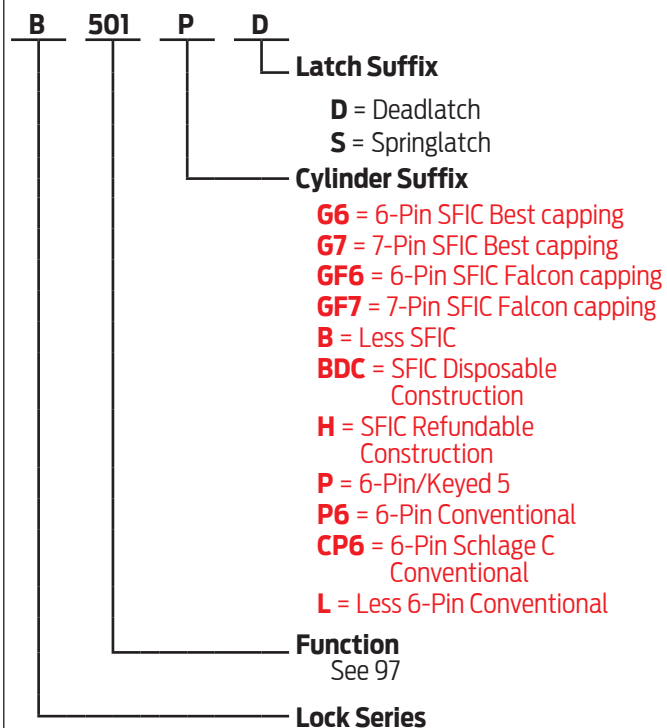 B 501 P D
Latch Suffix
D = Deadlatch
S = Springlatch
Cylinder Suffix
G6 = 6-Pin SFIC Best capping
G7 = 7-Pin SFIC Best capping
GF6 = 6-Pin SFIC Falcon capping
GF7 = 7-Pin SFIC Falcon capping
B = Less SFIC
BDC = SFIC Disposable
Construction
H = SFIC Refundable
Construction
P = 6-Pin/Keyed 5
P6 = 6-Pin Conventional
CP6 = 6-Pin Schlage C
Conventional
L = Less 6-Pin Conventional
Function
See 97
Lock Series